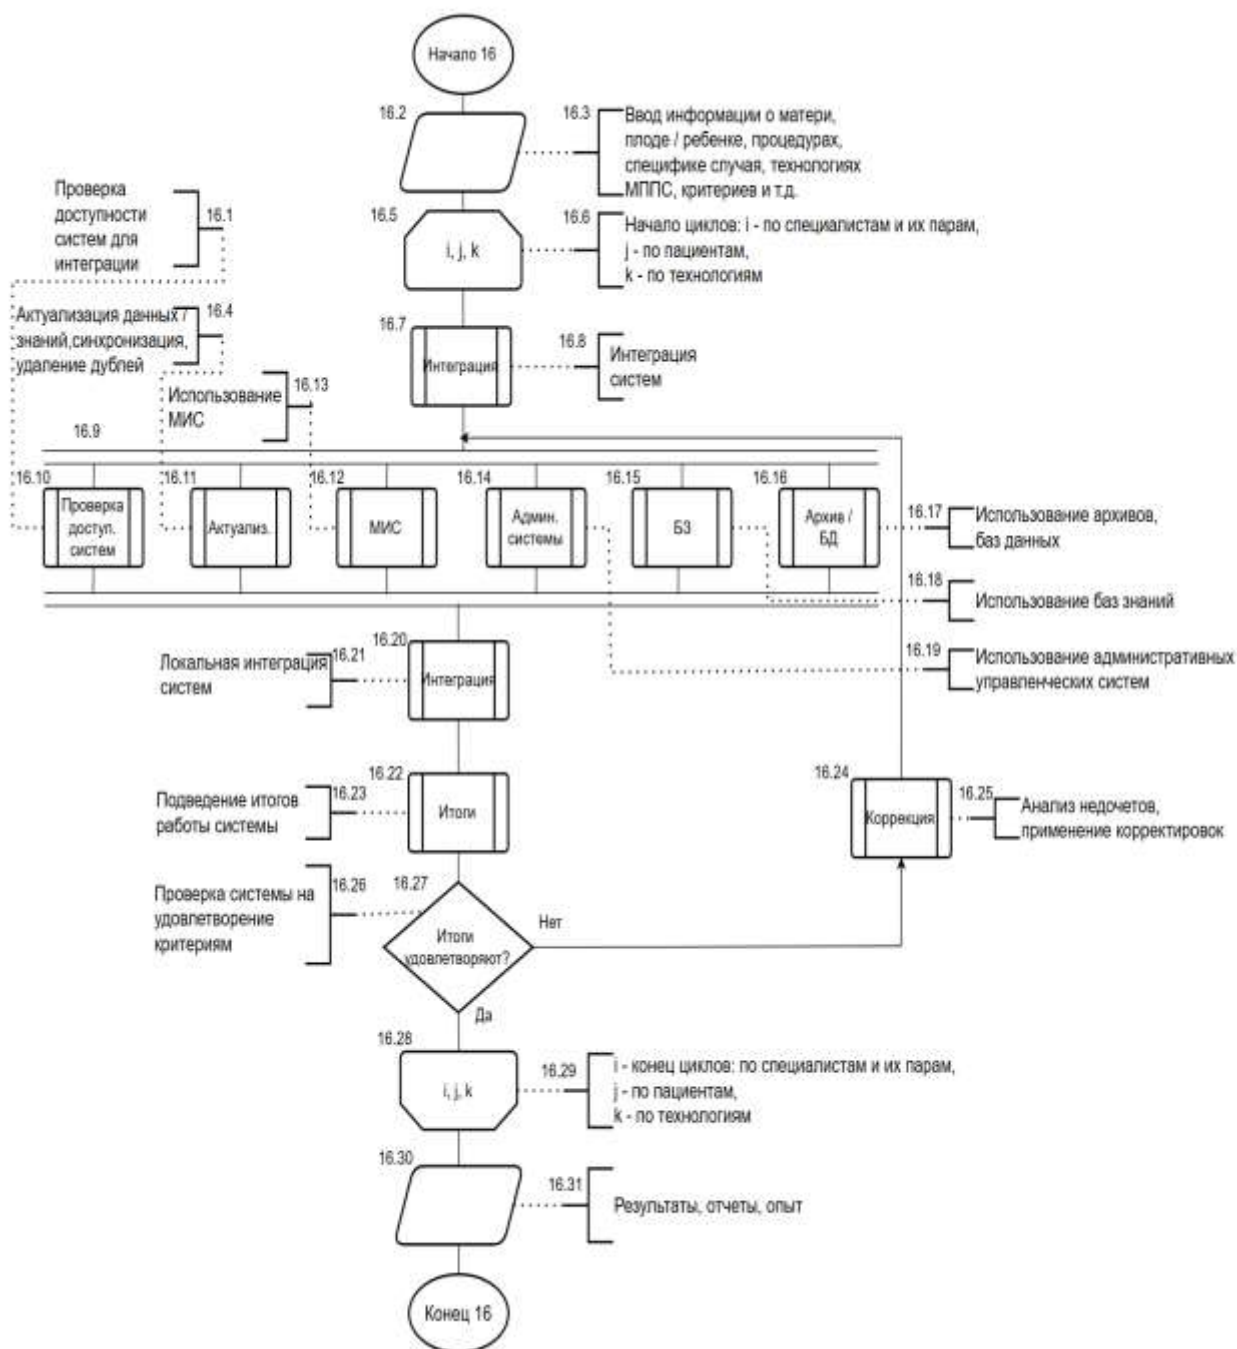 Начало 16
16.2
16.3
Ввод информации о матери,
плоде / ребенке, процедурах,
специфике случая, технологиях
МППС, критериев и т.д.
Проверка
доступности
систем для
интеграции
16.1
16.5
i, j, k
16.6
Начало циклов: i - по специалистам и их парам,
j - по пациентам,
k - по технологиям
Актуализация данных /
знаний,синхронизация,
удаление дублей
16.4
16.7
Интеграция
16.8
Интеграция
систем
Использование
МИС
16.13
16.9
16.10
Проверка
доступ.
систем
16.11
Актуализ.
16.12
МИС
16.14
Админ.
системы
16.15
БЗ
16.16
Архив /
БД
16.17
Использование архивов,
баз данных
16.18
Использование баз знаний
16.19
Использование административных
управленческих систем
16.20
Интеграция
16.21
Локальная интеграция
систем
16.22
Итоги
16.23
Подведение итогов
работы системы
16.24
Коррекция
16.25
Анализ недочетов,
применение корректировок
16.26
Проверка системы на
удовлетворение
критериям
16.27
Итоги
удовлетворяют?
Нет
Да
16.28
i, j, k
16.29
i - конец циклов: по специалистам и их парам,
j - по пациентам,
k - по технологиям
16.30
16.31
Результаты, отчеты, опыт
Конец 16